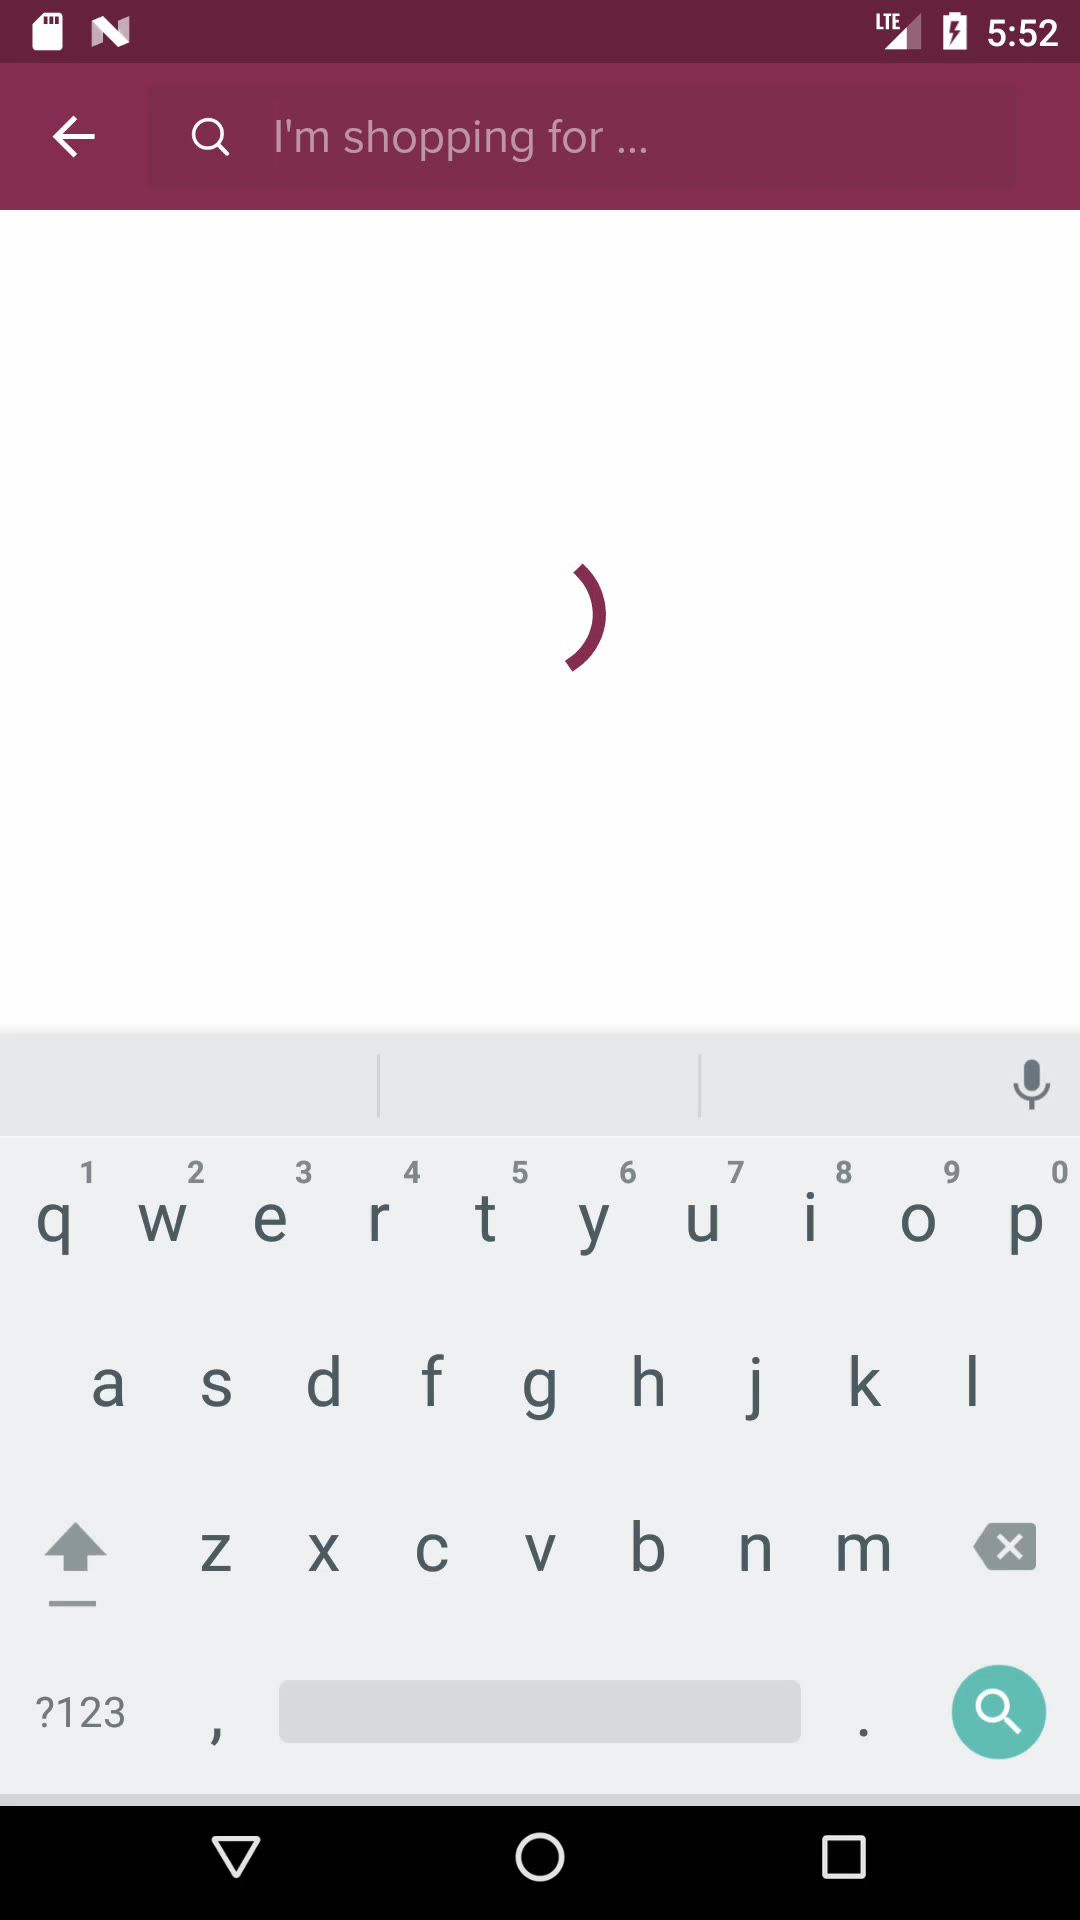 LTE 5:52
I'm shopping for ...
1 2 3 4 5 6 7 8 9 0
q w e r t y u i o p
a s d f g h j k l
z x c v b n m
?123 , .